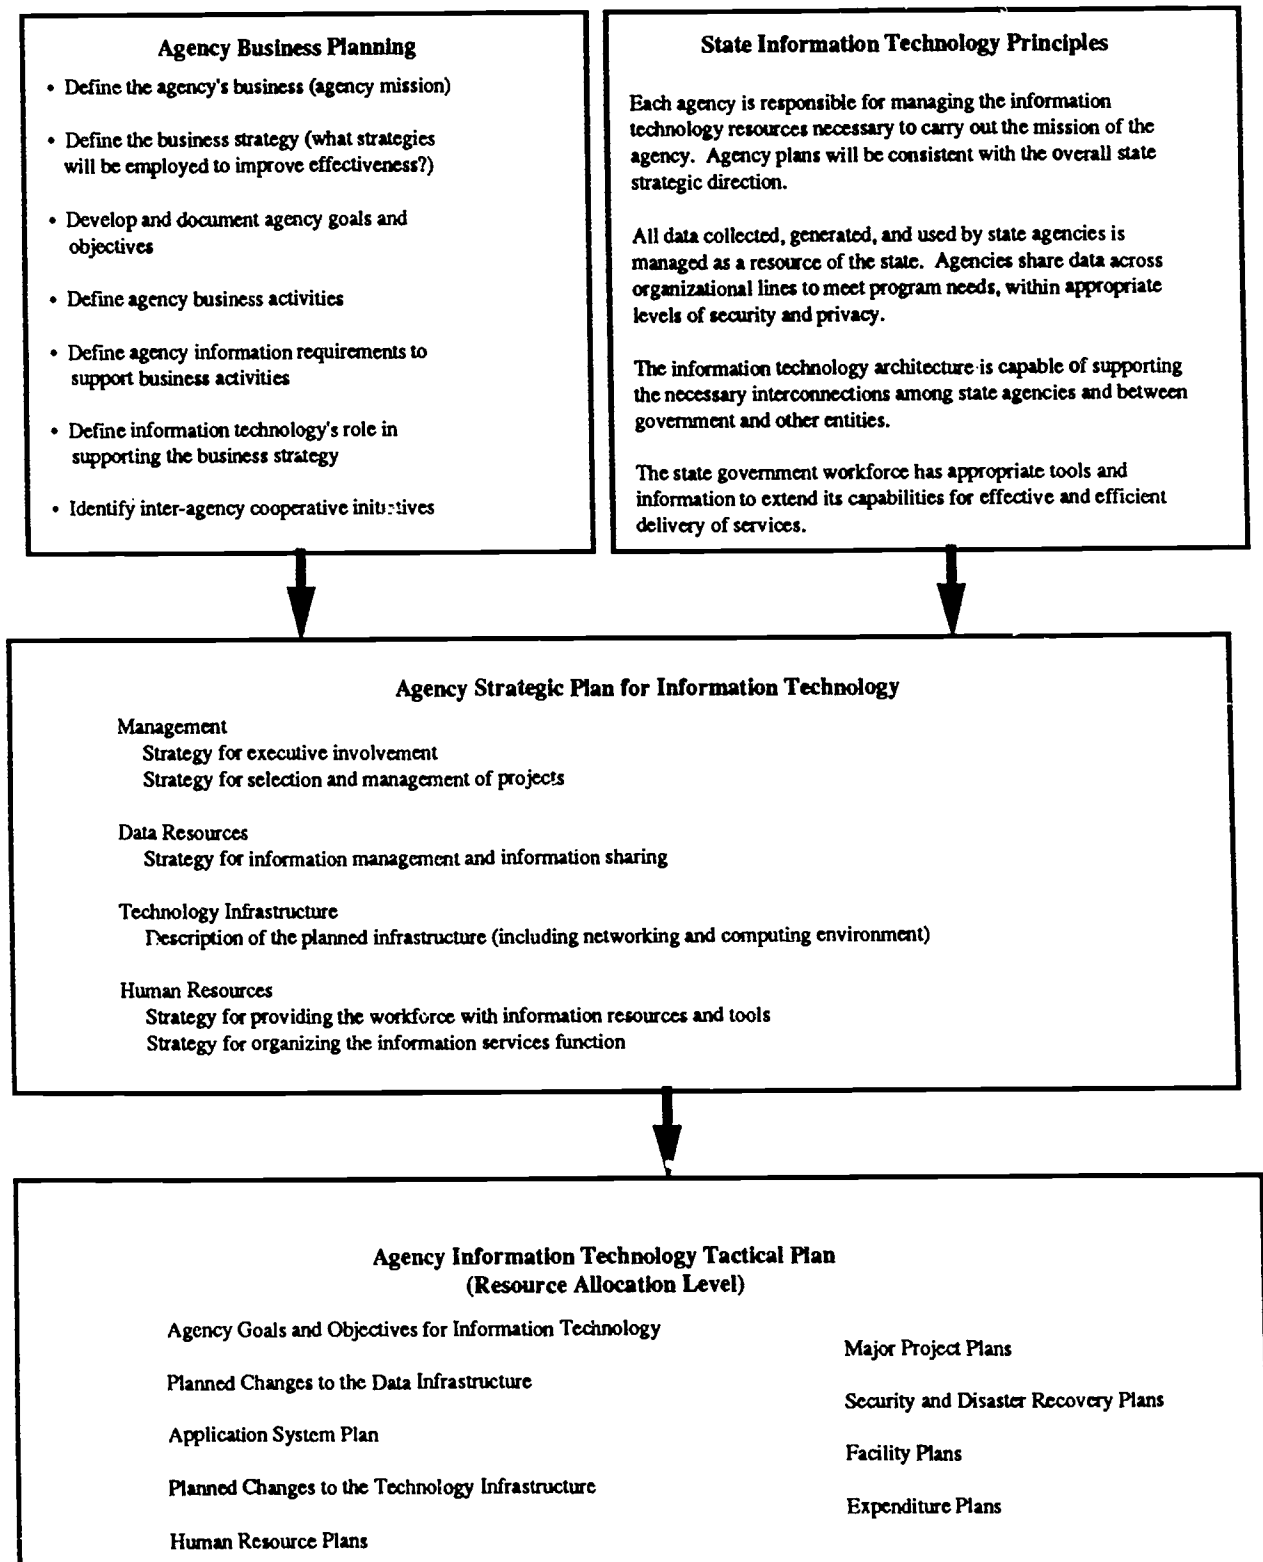 Agency Business Planning
• Define the agency's business (agency mission)
• Define the business strategy (what strategies
will be employed to improve effectiveness?)
• Develop and document agency goals and
objectives
• Define agency business activities
• Define agency information requirements to
support business activities
• Define information technology's role in
supporting the business strategy
• Identify inter-agency cooperative initiatives
State Information Technology Principles
Each agency is responsible for managing the information
technology resources necessary to carry out the mission of the
agency. Agency plans will be consistent with the overall state
strategic direction.
All data collected, generated, and used by state agencies is
managed as a resource of the state. Agencies share data across
organizational lines to meet program needs, within appropriate
levels of security and privacy.
The information technology architecture is capable of supporting
the necessary interconnections among state agencies and between
government and other entities.
The state government workforce has appropriate tools and
information to extend its capabilities for effective and efficient
delivery of services.
Agency Strategic Plan for Information Technology
Management
Strategy for executive involvement
Strategy for selection and management of projects
Data Resources
Strategy for information management and information sharing
Technology Infrastructure
Description of the planned infrastructure (including networking and computing environment)
Human Resources
Strategy for providing the workforce with information resources and tools
Strategy for organizing the information services function
Agency Information Technology Tactical Plan
(Resource Allocation Level)
Agency Goals and Objectives for Information Technology
Planned Changes to the Data Infrastructure
Application System Plan
Planned Changes to the Technology Infrastructure
Human Resource Plans
Major Project Plans
Security and Disaster Recovery Plans
Facility Plans
Expenditure Plans